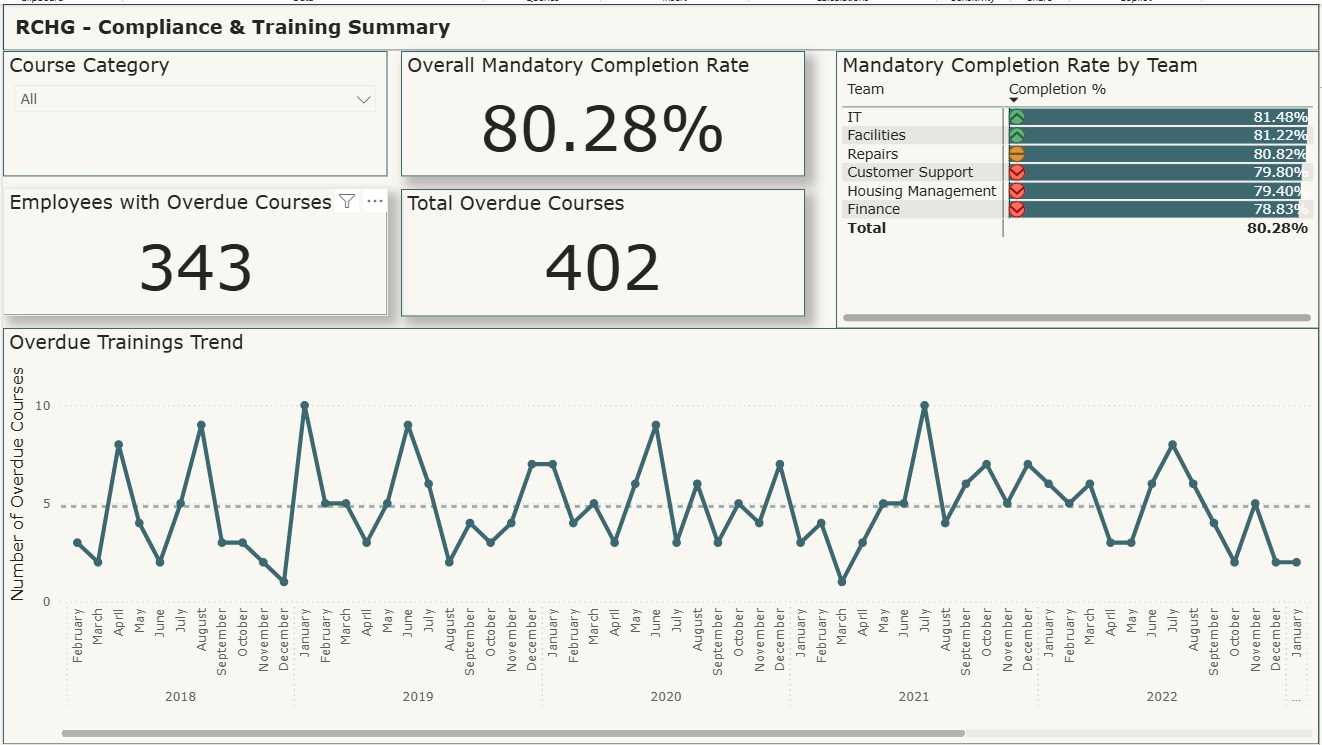 RCHG - Compliance & Training Summary
Course Category
All
Overall Mandatory Completion Rate
80.28%
Employees with Overdue Courses
343
Total Overdue Courses
402
Mandatory Completion Rate by Team
Team Completion %
IT 81.48%
Facilities 81.22%
Repairs 80.82%
Customer Support 79.80%
Housing Management 79.40%
Finance 78.83%
Total 80.28%
Overdue Trainings Trend
Number of Overdue Courses
10
5
0
February March April May June July August September October November December January February March April May June July August September October November December January February March April May June July August September October November December January February March April May June July August September October November December January February March April May June July August September October November December January
2018 2019 2020 2021 2022 ...